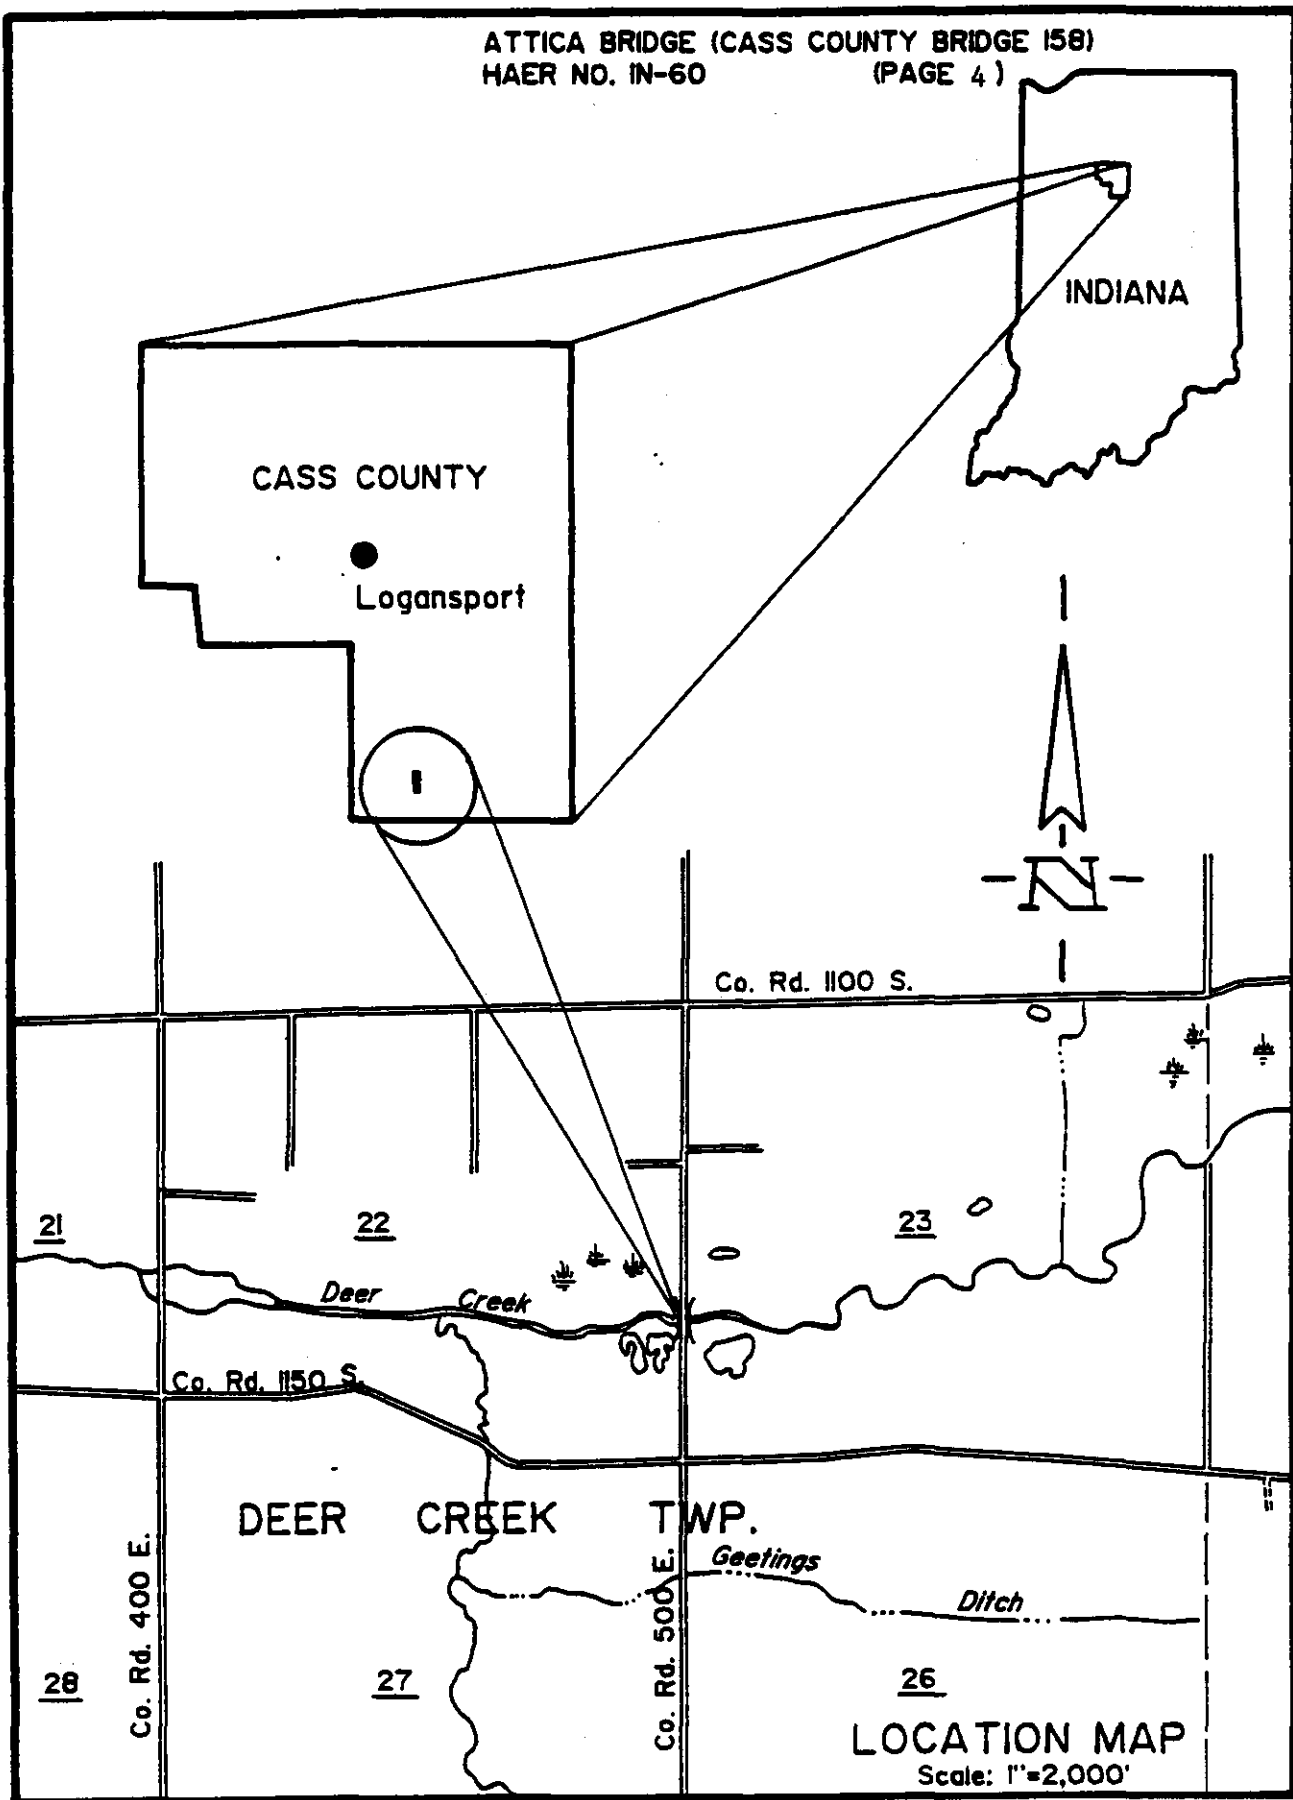 ATTICA BRIDGE (CASS COUNTY BRIDGE 158)
HAER NO. IN-60 (PAGE 4)
INDIANA
CASS COUNTY
Logansport
N
Co. Rd. 1100 S.
21
22
23
Deer Creek
Co. Rd. 1150 S.
DEER CREEK TWP.
Co. Rd. 400 E.
Co. Rd. 500 E.
Geetings
Ditch
28
27
26
LOCATION MAP
Scale: 1"=2,000'